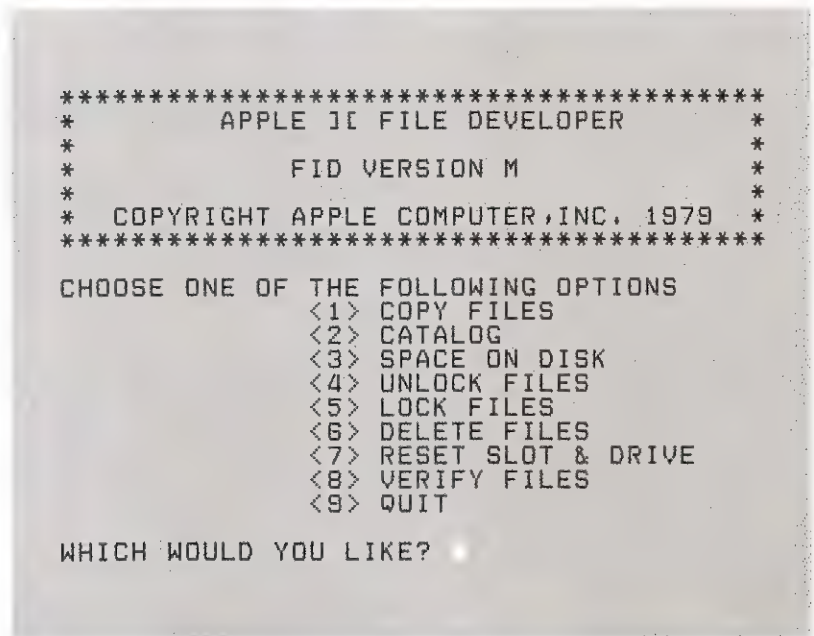 ****************************************
* APPLE ][ FILE DEVELOPER *
* *
* FID VERSION M *
* *
* COPYRIGHT APPLE COMPUTER,INC. 1979 *
****************************************
CHOOSE ONE OF THE FOLLOWING OPTIONS
<1> COPY FILES
<2> CATALOG
<3> SPACE ON DISK
<4> UNLOCK FILES
<5> LOCK FILES
<6> DELETE FILES
<7> RESET SLOT & DRIVE
<8> VERIFY FILES
<9> QUIT
WHICH WOULD YOU LIKE?